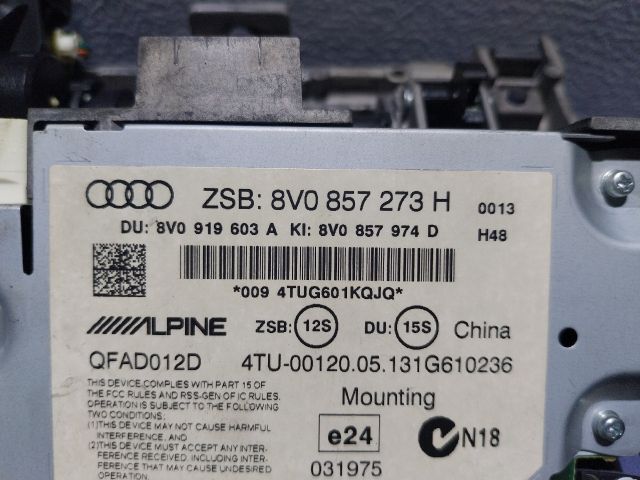 ZSB: 8V0 857 273 H 0013
DU: 8V0 919 603 A KI: 8V0 857 974 D H48
*009 4TUG601KQJQ*
ALPINE ZSB: 12S DU: 15S China
QFAD012D 4TU-00120.05.131G610236
THIS DEVICE COMPLIES WITH PART 15 OF
THE FCC RULES AND RSS-GEN OF IC RULES.
OPERATION IS SUBJECT TO THE FOLLOWING
TWO CONDITIONS:
(1)THIS DEVICE MAY NOT CAUSE HARMFUL
INTERFERENCE, AND
(2)THIS DEVICE MUST ACCEPT ANY INTER-
FERENCE RECEIVED, INCLUDING INTER-
FERENCE THAT MAY CAUSE UNDESIRED
OPERATION.
Mounting
e24 N18
031975